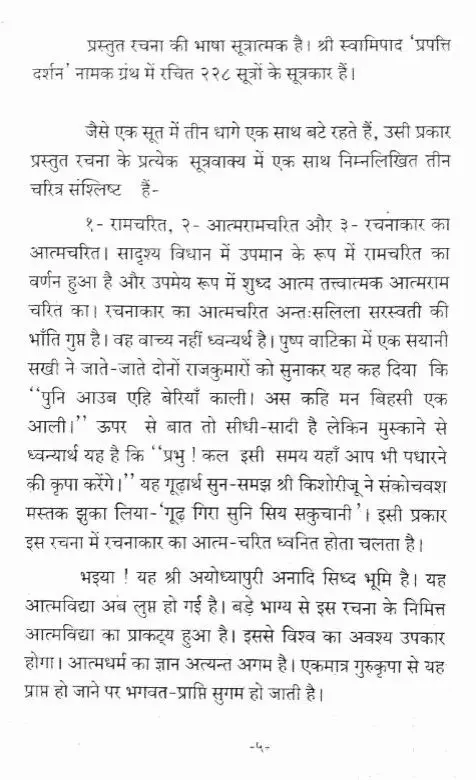 प्रस्तुत रचना की भाषा सूत्रात्मक है। श्री स्वामिपाद ‘प्रपत्ति
दर्शन’ नामक ग्रंथ में रचित २२८ सूत्रों के सूत्रकार हैं।
जैसे एक सूत में तीन धागे एक साथ बटे रहते हैं, उसी प्रकार
प्रस्तुत रचना के प्रत्येक सूत्रवाक्य में एक साथ निम्नलिखित तीन
चरित्र संश्लिष्ट हैं-
१- रामचरित, २- आत्मरामचरित और ३- रचनाकार का
आत्मचरित। सादृश्य विधान में उपमान के रूप में रामचरित का
वर्णन हुआ है और उपमेय रूप में शुध्द आत्म तत्त्वात्मक आत्मराम
चरित का। रचनाकार का आत्मचरित अन्तःसलिला सरस्वती की
भाँति गुप्त है। वह वाच्य नहीं ध्वन्यर्थ है। पुष्प वाटिका में एक सयानी
सखी ने जाते-जाते दोनों राजकुमारों को सुनाकर यह कह दिया कि
‘‘पुनि आउब एहि बेरियाँ काली। अस कहि मन बिहसी एक
आली।’’ ऊपर से बात तो सीधी-सादी है लेकिन मुस्काने से
ध्वन्यार्थ यह है कि ‘‘प्रभु ! कल इसी समय यहाँ आप भी पधारने
की कृपा करेंगे।’’ यह गूढ़ार्थ सुन-समझ श्री किशोरीजू ने संकोचवश
मस्तक झुका लिया-‘गूढ़ गिरा सुनि सिय सकुचानी’। इसी प्रकार
इस रचना में रचनाकार का आत्म-चरित ध्वनित होता चलता है।
भइया ! यह श्री अयोध्यापुरी अनादि सिध्द भूमि है। यह
आत्मविद्या अब लुप्त हो गई है। बड़े भाग्य से इस रचना के निमित्त
आत्मविद्या का प्राकट्य हुआ है। इससे विश्व का अवश्य उपकार
होगा। आत्मधर्म का ज्ञान अत्यन्त अगम है। एकमात्र गुरुकृपा से यह
प्राप्त हो जाने पर भगवत-प्राप्ति सुगम हो जाती है।
-५-